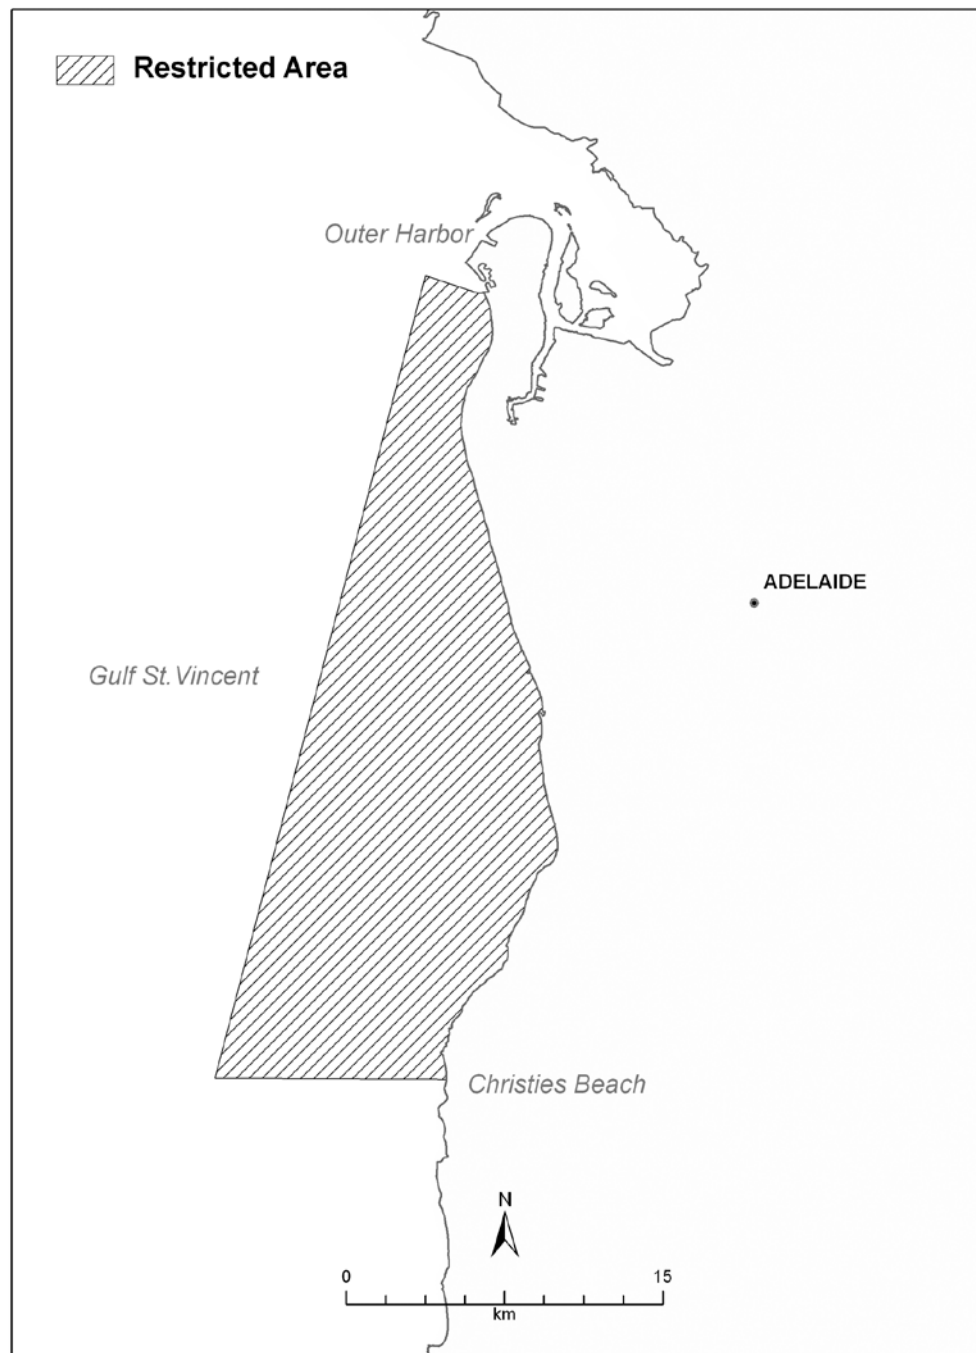 Restricted Area
Outer Harbor
ADELAIDE
Gulf St. Vincent
Christies Beach
N
0 15
km